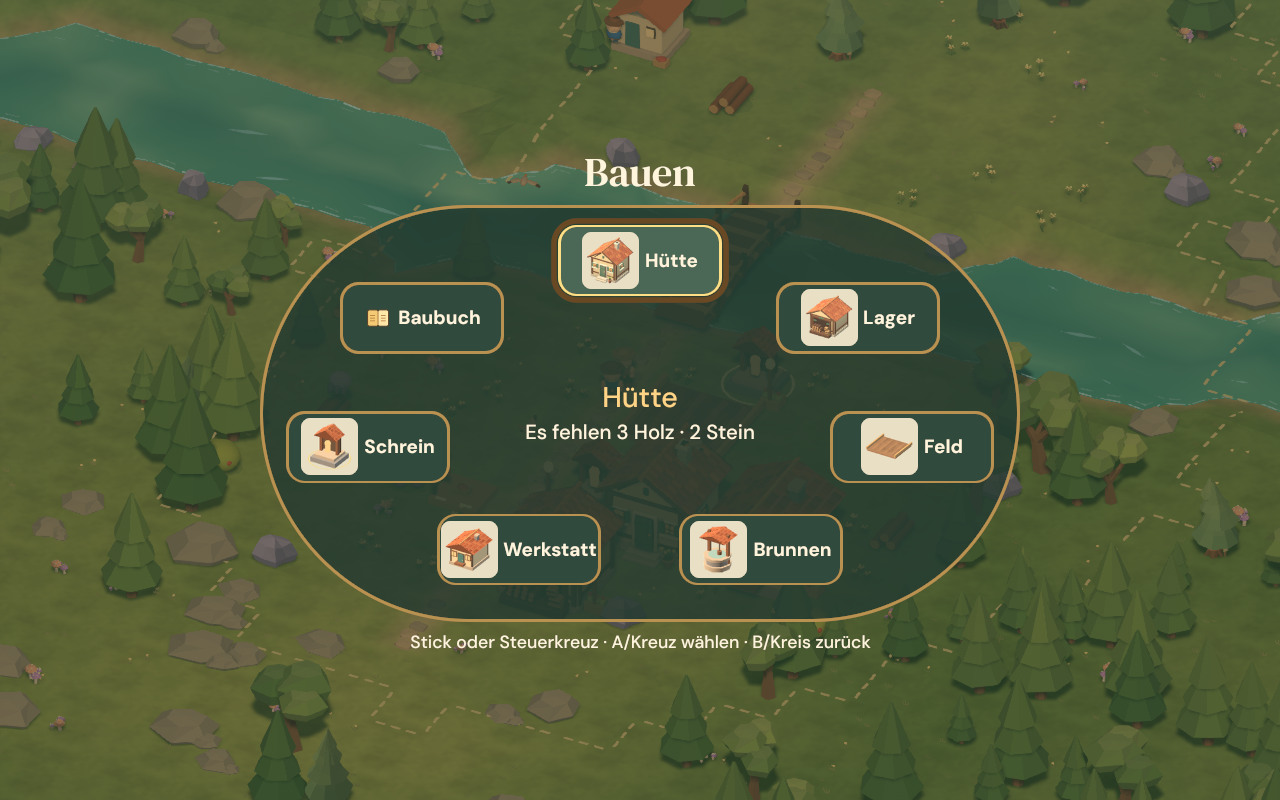 Bauen
Hütte
Baubuch
Lager
Hütte
Es fehlen 3 Holz · 2 Stein
Schrein
Feld
Werkstatt
Brunnen
Stick oder Steuerkreuz · A/Kreuz wählen · B/Kreis zurück